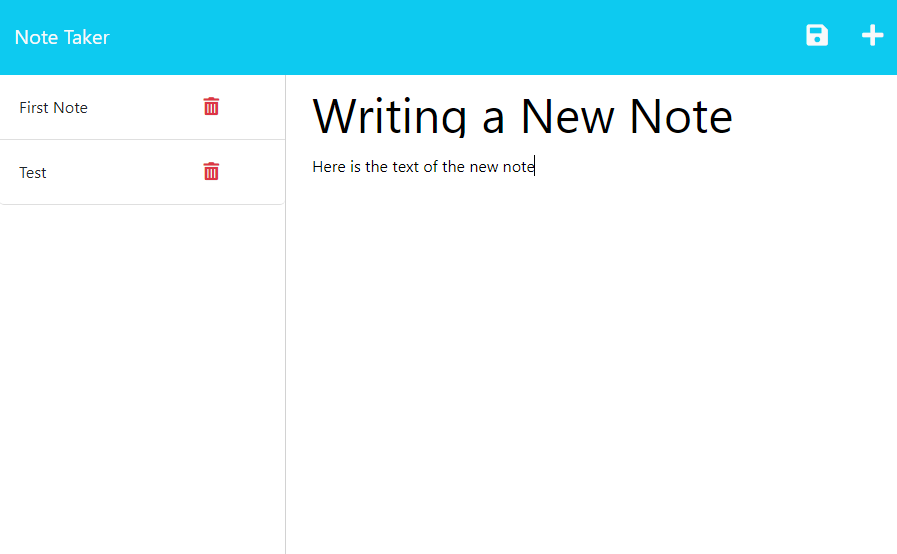 Note Taker
First Note
Test
Writing a New Note
Here is the text of the new note